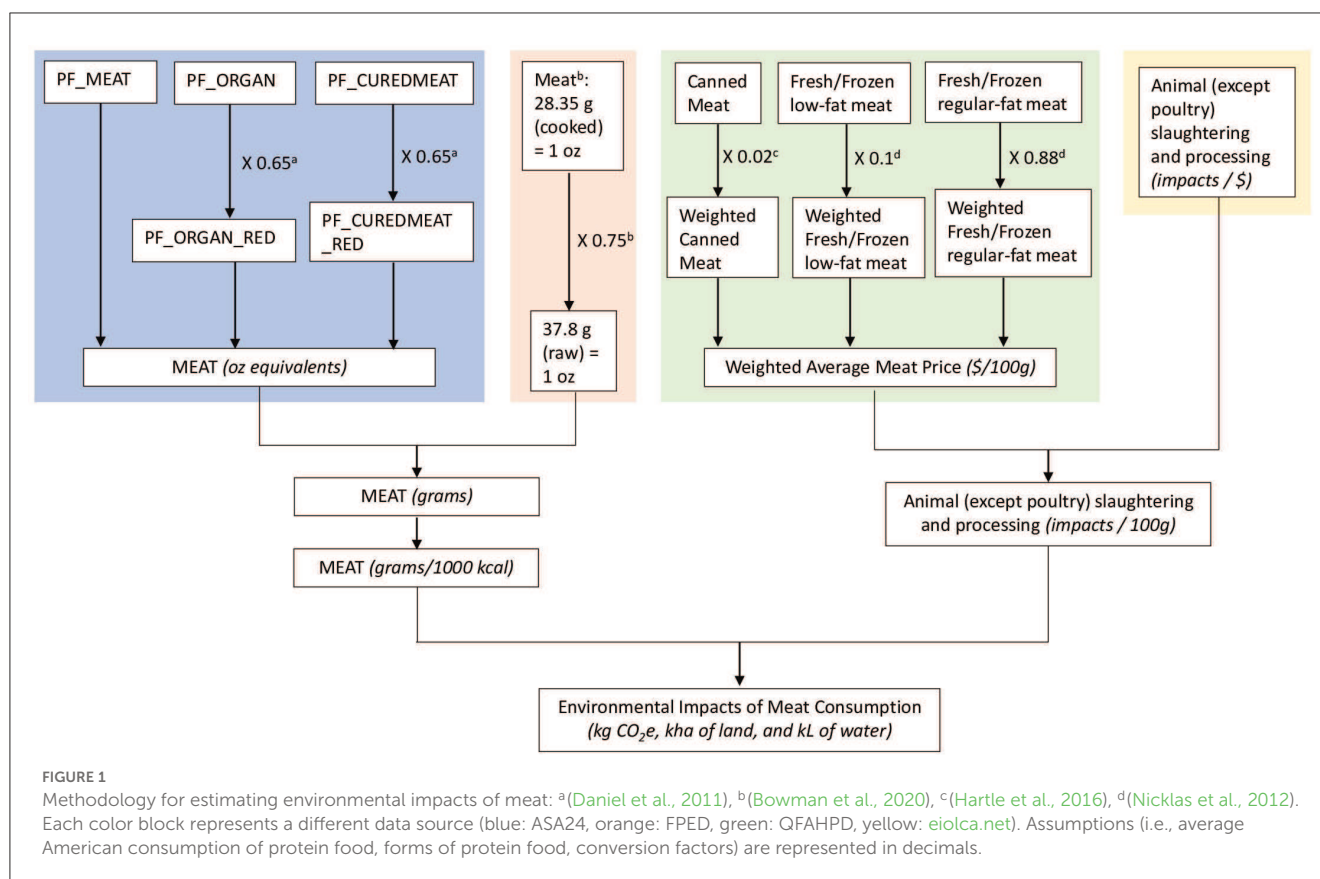 PF_MEAT
PF_ORGAN
PF_CUREDMEAT
X 0.65ᵃ
X 0.65ᵃ
PF_ORGAN_RED
PF_CUREDMEAT
_RED
MEAT (oz equivalents)
Meatᵇ:
28.35 g
(cooked)
= 1 oz
X 0.75ᵇ
37.8 g
(raw) =
1 oz
Canned
Meat
Fresh/Frozen
low-fat meat
Fresh/Frozen
regular-fat meat
X 0.02ᶜ
X 0.1ᵈ
X 0.88ᵈ
Weighted
Canned
Meat
Weighted
Fresh/Frozen
low-fat meat
Weighted
Fresh/Frozen
regular-fat meat
Weighted Average Meat Price ($/100g)
Animal (except
poultry)
slaughtering
and processing
(impacts / $)
MEAT (grams)
MEAT (grams/1000 kcal)
Animal (except poultry) slaughtering
and processing (impacts / 100g)
Environmental Impacts of Meat Consumption
(kg CO₂e, kha of land, and kL of water)
FIGURE 1
Methodology for estimating environmental impacts of meat: ᵃ(Daniel et al., 2011), ᵇ(Bowman et al., 2020), ᶜ(Hartle et al., 2016), ᵈ(Nicklas et al., 2012).
Each color block represents a different data source (blue: ASA24, orange: FPED, green: QFAHPD, yellow: eiolca.net). Assumptions (i.e., average
American consumption of protein food, forms of protein food, conversion factors) are represented in decimals.